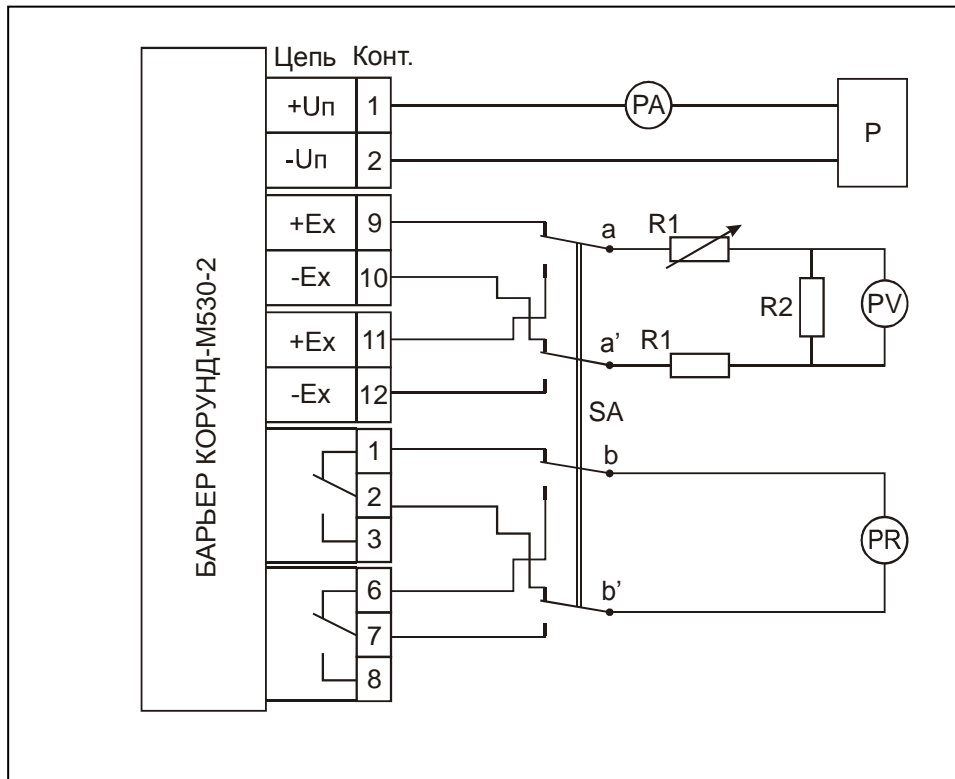 БАРЬЕР КОРУНД-М530-2
Цепь Конт.
+Uп 1
-Uп 2
+Ex 9
-Ex 10
+Ex 11
-Ex 12
1
2
3
6
7
8
PA
P
a
R1
R2
PV
a'
R1
SA
b
PR
b'